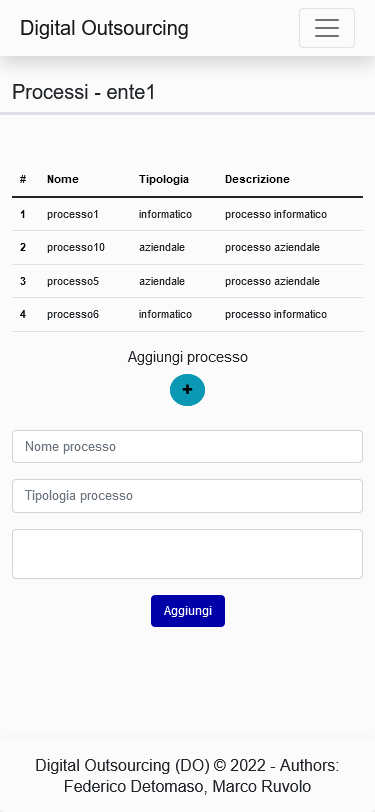 Digital Outsourcing
Processi - ente1
# Nome Tipologia Descrizione
1 processo1 informatico processo informatico
2 processo10 aziendale processo aziendale
3 processo5 aziendale processo aziendale
4 processo6 informatico processo informatico
Aggiungi processo
+
Nome processo
Tipologia processo
Aggiungi
Digital Outsourcing (DO) © 2022 - Authors:
Federico Detomaso, Marco Ruvolo